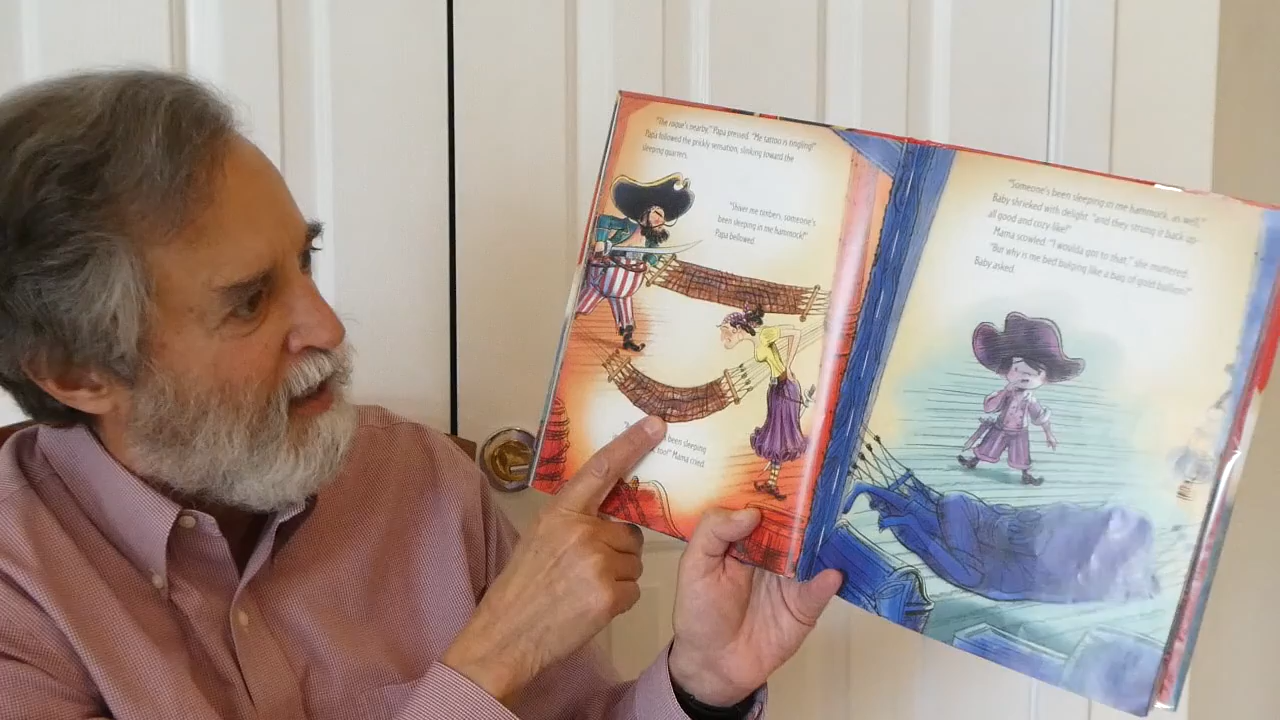 "The rogue's nearby," Papa pressed. "Me tattoo is tingling!"
Papa followed the prickly sensation, slinking toward the
sleeping quarters.
"Shiver me timbers, someone's
been sleeping in me hammock!"
Papa bellowed.
been sleeping
too!" Mama cried.
"Someone's been sleeping in me hammock, as well,"
Baby shrieked with delight, "and they strung it back up-
all good and cozy like!"
Mama scowled. "I woulda got to that," she muttered.
"But why is me bed bulging like a bag of gold bullion?"
Baby asked.